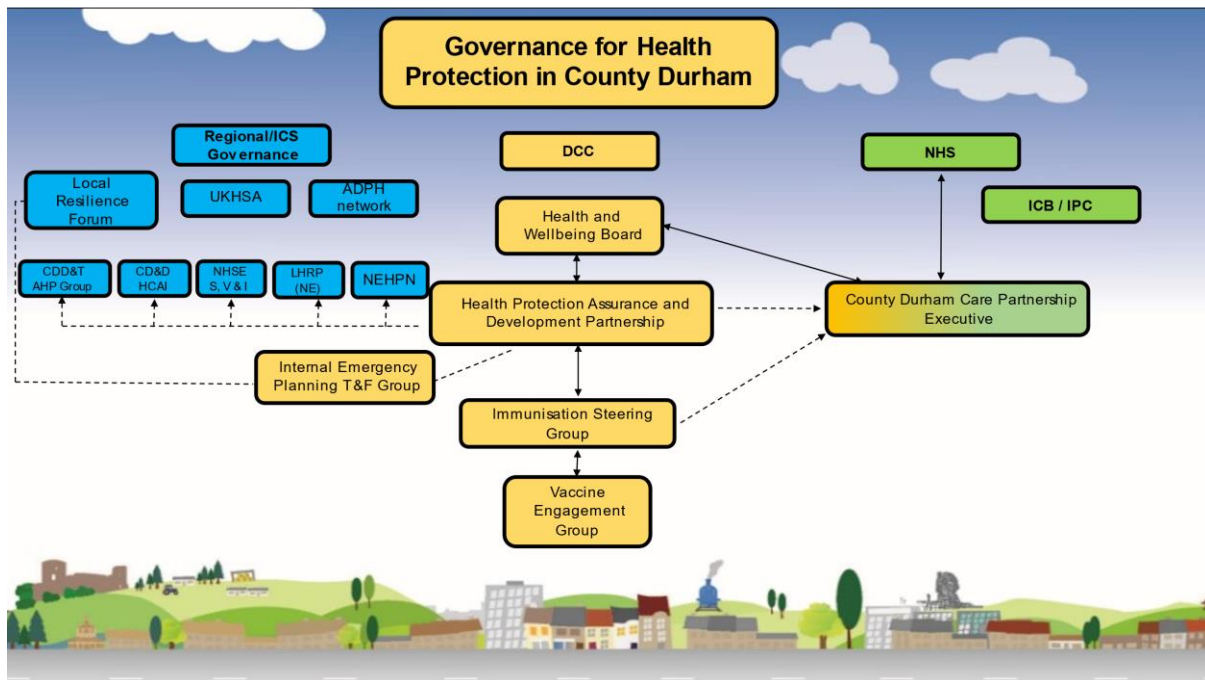 Governance for Health
Protection in County Durham
Regional/ICS
Governance
DCC
NHS
Local
Resilience
Forum
UKHSA
ADPH
network
ICB / IPC
Health and
Wellbeing Board
CDD&T
AHP Group
CD&D
HCAI
NHSE
S, V & I
LHRP
(NE)
NEHPN
Health Protection Assurance and
Development Partnership
County Durham Care Partnership
Executive
Internal Emergency
Planning T&F Group
Immunisation Steering
Group
Vaccine
Engagement
Group